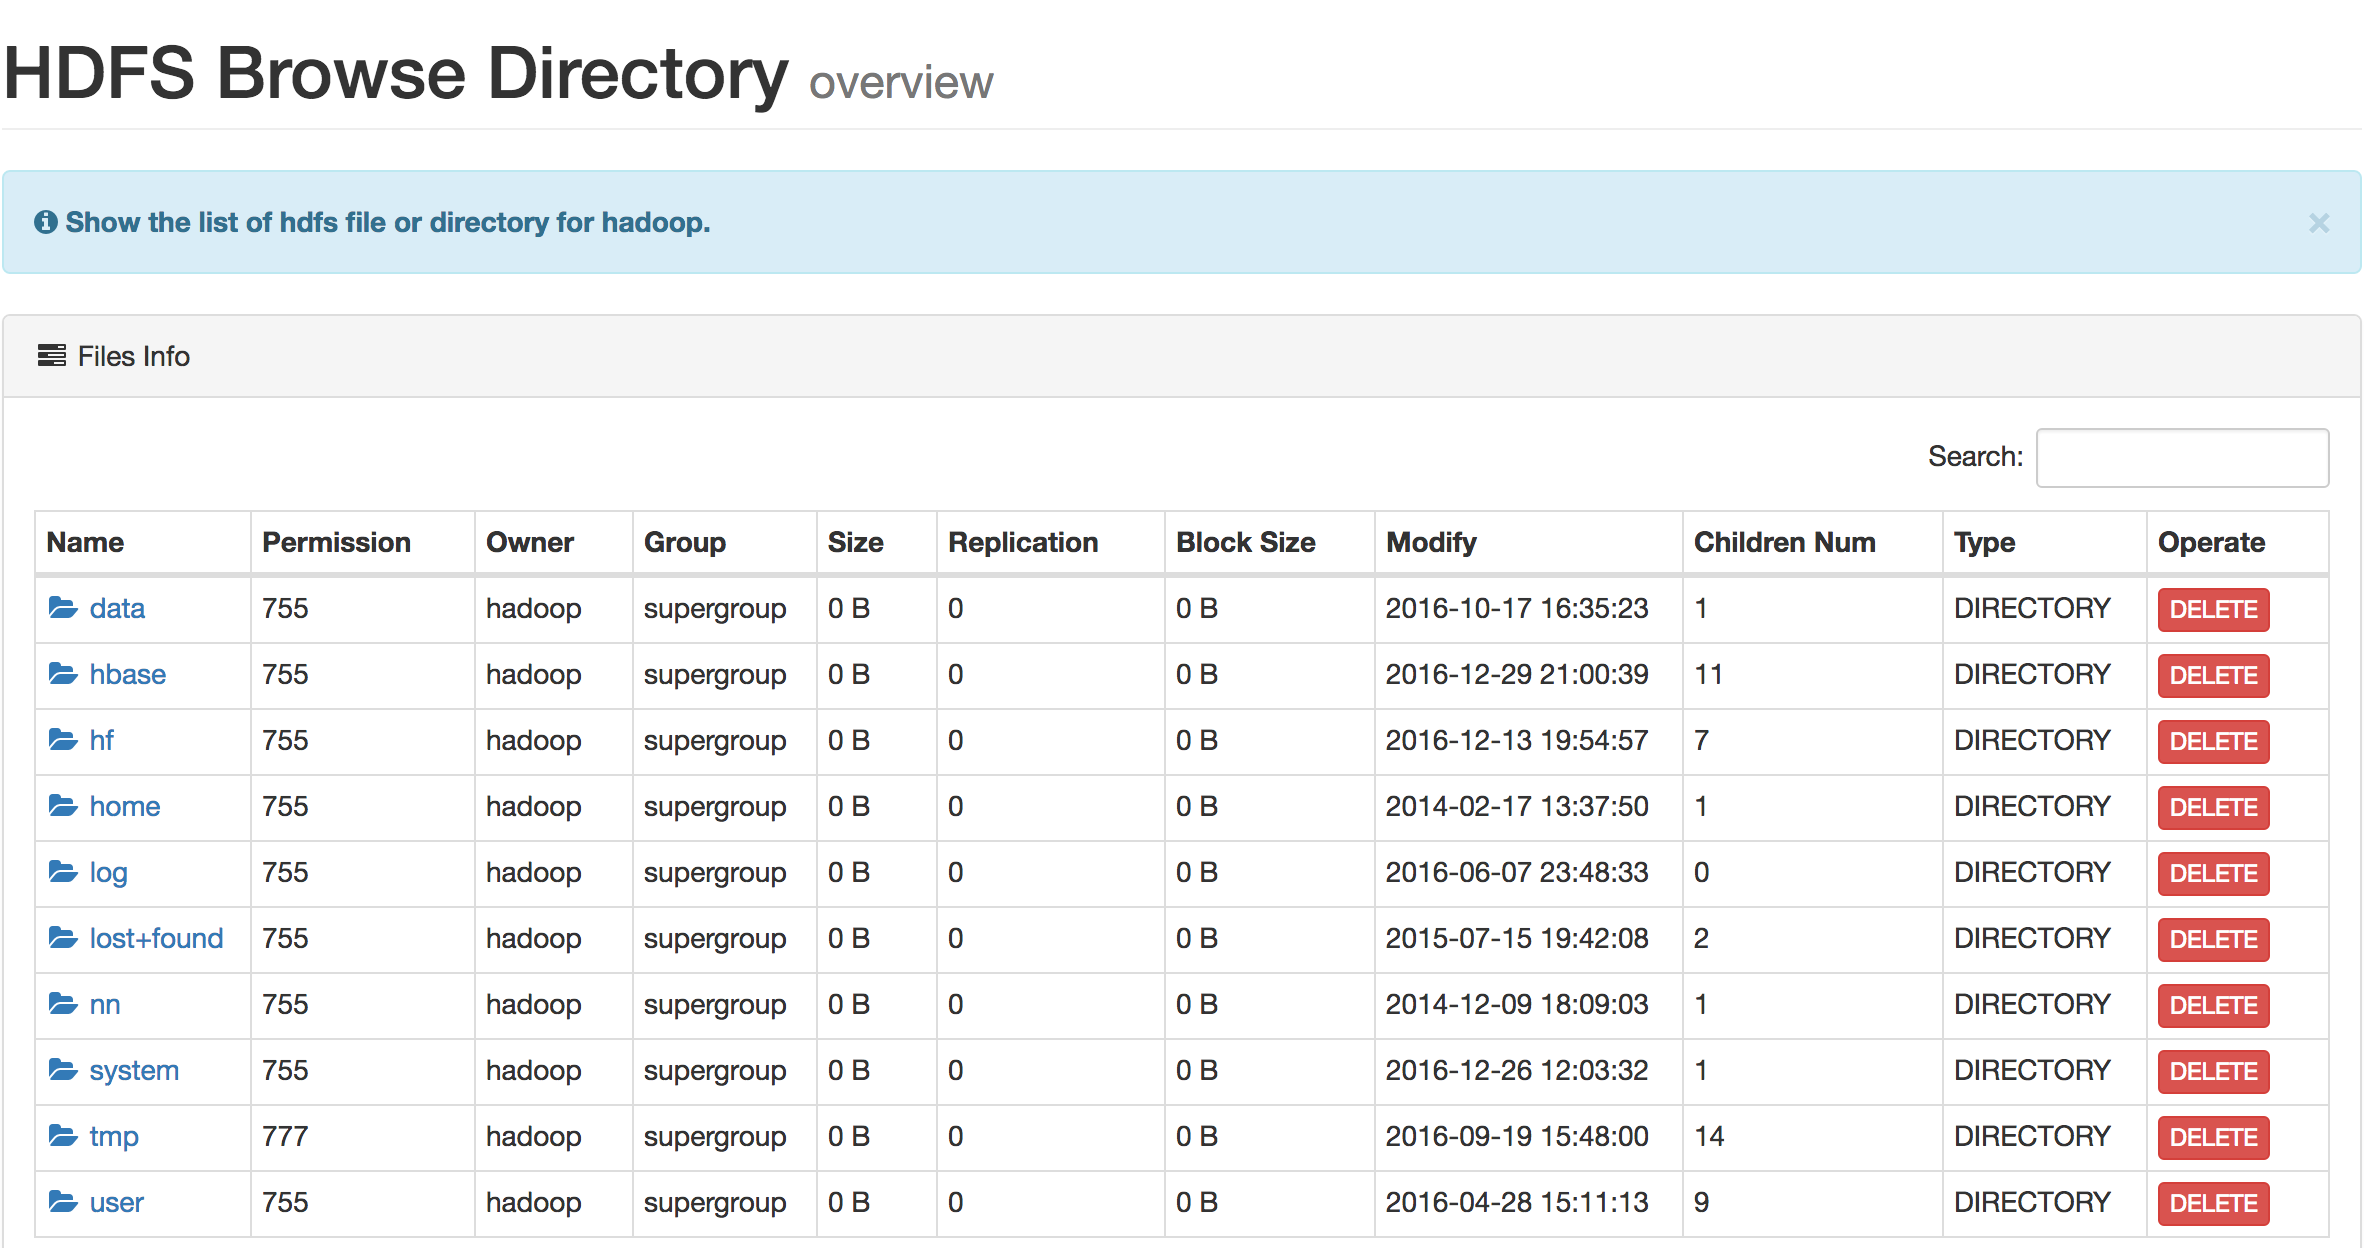 HDFS Browse Directory overview
Show the list of hdfs file or directory for hadoop.
Files Info
Search:
Name Permission Owner Group Size Replication Block Size Modify Children Num Type Operate
data 755 hadoop supergroup 0 B 0 0 B 2016-10-17 16:35:23 1 DIRECTORY DELETE
hbase 755 hadoop supergroup 0 B 0 0 B 2016-12-29 21:00:39 11 DIRECTORY DELETE
hf 755 hadoop supergroup 0 B 0 0 B 2016-12-13 19:54:57 7 DIRECTORY DELETE
home 755 hadoop supergroup 0 B 0 0 B 2014-02-17 13:37:50 1 DIRECTORY DELETE
log 755 hadoop supergroup 0 B 0 0 B 2016-06-07 23:48:33 0 DIRECTORY DELETE
lost+found 755 hadoop supergroup 0 B 0 0 B 2015-07-15 19:42:08 2 DIRECTORY DELETE
nn 755 hadoop supergroup 0 B 0 0 B 2014-12-09 18:09:03 1 DIRECTORY DELETE
system 755 hadoop supergroup 0 B 0 0 B 2016-12-26 12:03:32 1 DIRECTORY DELETE
tmp 777 hadoop supergroup 0 B 0 0 B 2016-09-19 15:48:00 14 DIRECTORY DELETE
user 755 hadoop supergroup 0 B 0 0 B 2016-04-28 15:11:13 9 DIRECTORY DELETE